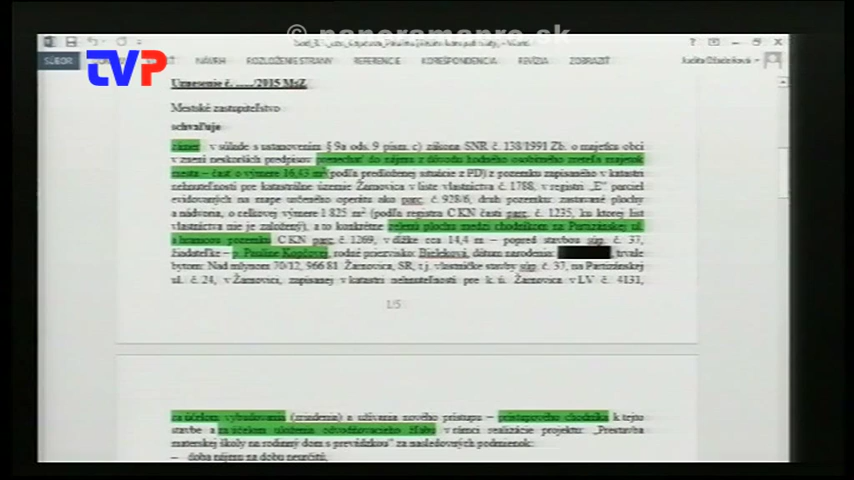 © panoramapro.sk
TVP
SÚBOR NÁVRH ROZLOŽENIE STRANY REFERENCIE KOREŠPONDENCIA REVÍZIA ZOBRAZIŤ
Uznesenie č. ...../2015 MsZ
Mestské zastupiteľstvo
schvaľuje
zámer v súlade s ustanovením § 9a ods. 9 písm. c) zákona SNR č. 138/1991 Zb. o majetku obcí
v znení neskorších predpisov prenechať do nájmu z dôvodu hodného osobitného zreteľa majetok
mesta – časť o výmere 16,43 m² (podľa predloženej situácie z PD) z pozemku zapísaného v katastri
nehnuteľností pre katastrálne územie Žarnovica v liste vlastníctva č. 1788, v registri „E" parciel
evidovaných na mape určeného operátu ako parc. č. 928/6, druh pozemku: zastavané plochy
a nádvoria, o celkovej výmere 1 825 m² (podľa registra C KN časti parc. č. 1235, ku ktorej list
vlastníctva nie je založený), a to konkrétne zelenú plochu medzi chodníkom na Partizánskej ul.
a hranicou pozemku C KN parc. č. 1269, v dĺžke cca 14,4 m – popred stavbou súp. č. 37,
žiadateľke – p. Pauline Kopčovej, rodné priezvisko: Bieleková, dátum narodenia: trvale
bytom: Nad mlynom 70/12, 966 81 Žarnovica, SR, t.j. vlastníčke stavby súp. č. 37, na Partizánskej
ul. č. 24, v Žarnovici, zapísanej v katastri nehnuteľností pre k. ú. Žarnovica v LV č. 4131,
1/5
za účelom vybudovania (zriadenia) a užívania nového prístupu – prístupového chodníka k tejto
stavbe a za účelom uloženia odvodňovacieho žľabu v rámci realizácie projektu: „Prestavba
materskej školy na rodinný dom s prevádzkou" za nasledovných podmienok:
– doba nájmu na dobu neurčitú,